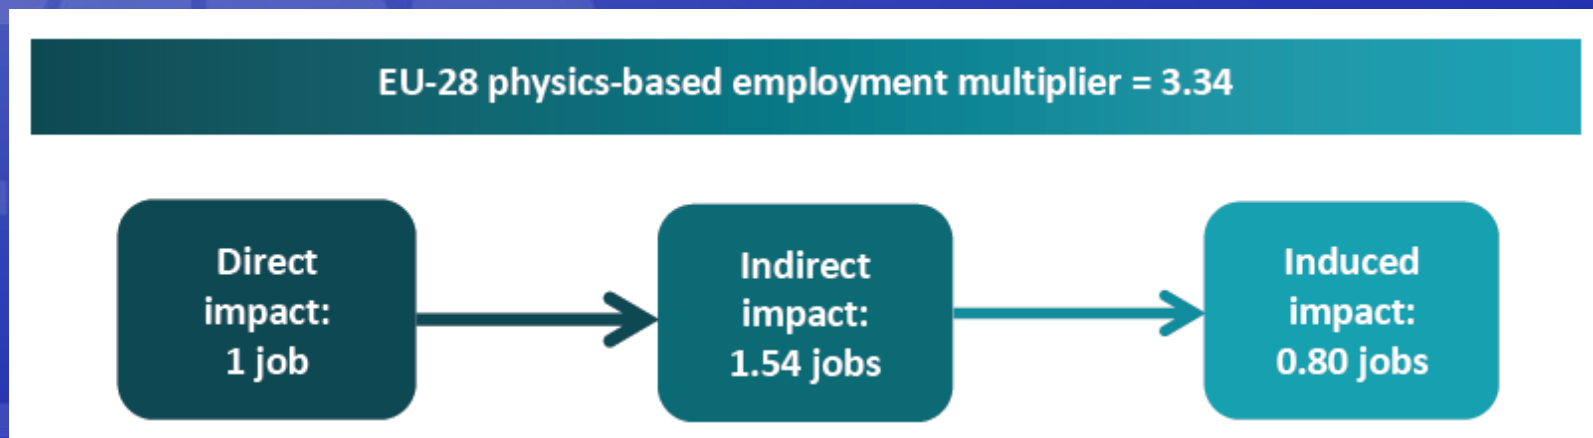 EU-28 physics-based employment multiplier = 3.34
Direct
impact:
1 job
Indirect
impact:
1.54 jobs
Induced
impact:
0.80 jobs